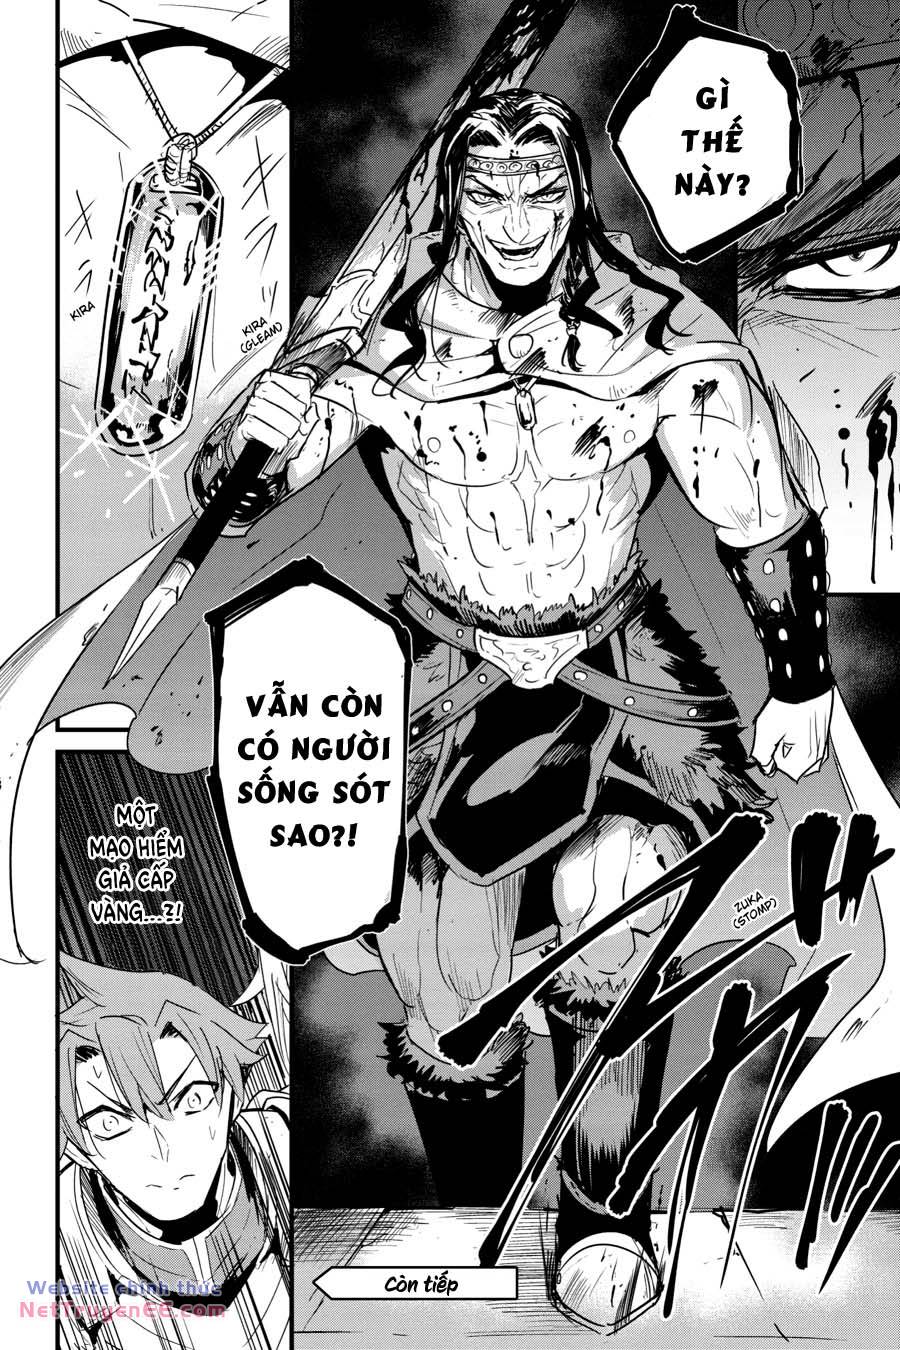 GÌ
THẾ
NÀY?
KIRA
(GLEAM)
KIRA
VẪN CÒN
CÓ NGƯỜI
SỐNG SÓT
SAO?!
ZUKA
(STOMP)
MỘT
MẠO HIỂM
GIẢ CẤP
VÀNG...?!
Còn tiếp
Website chính thức
NetTruyenEE.com